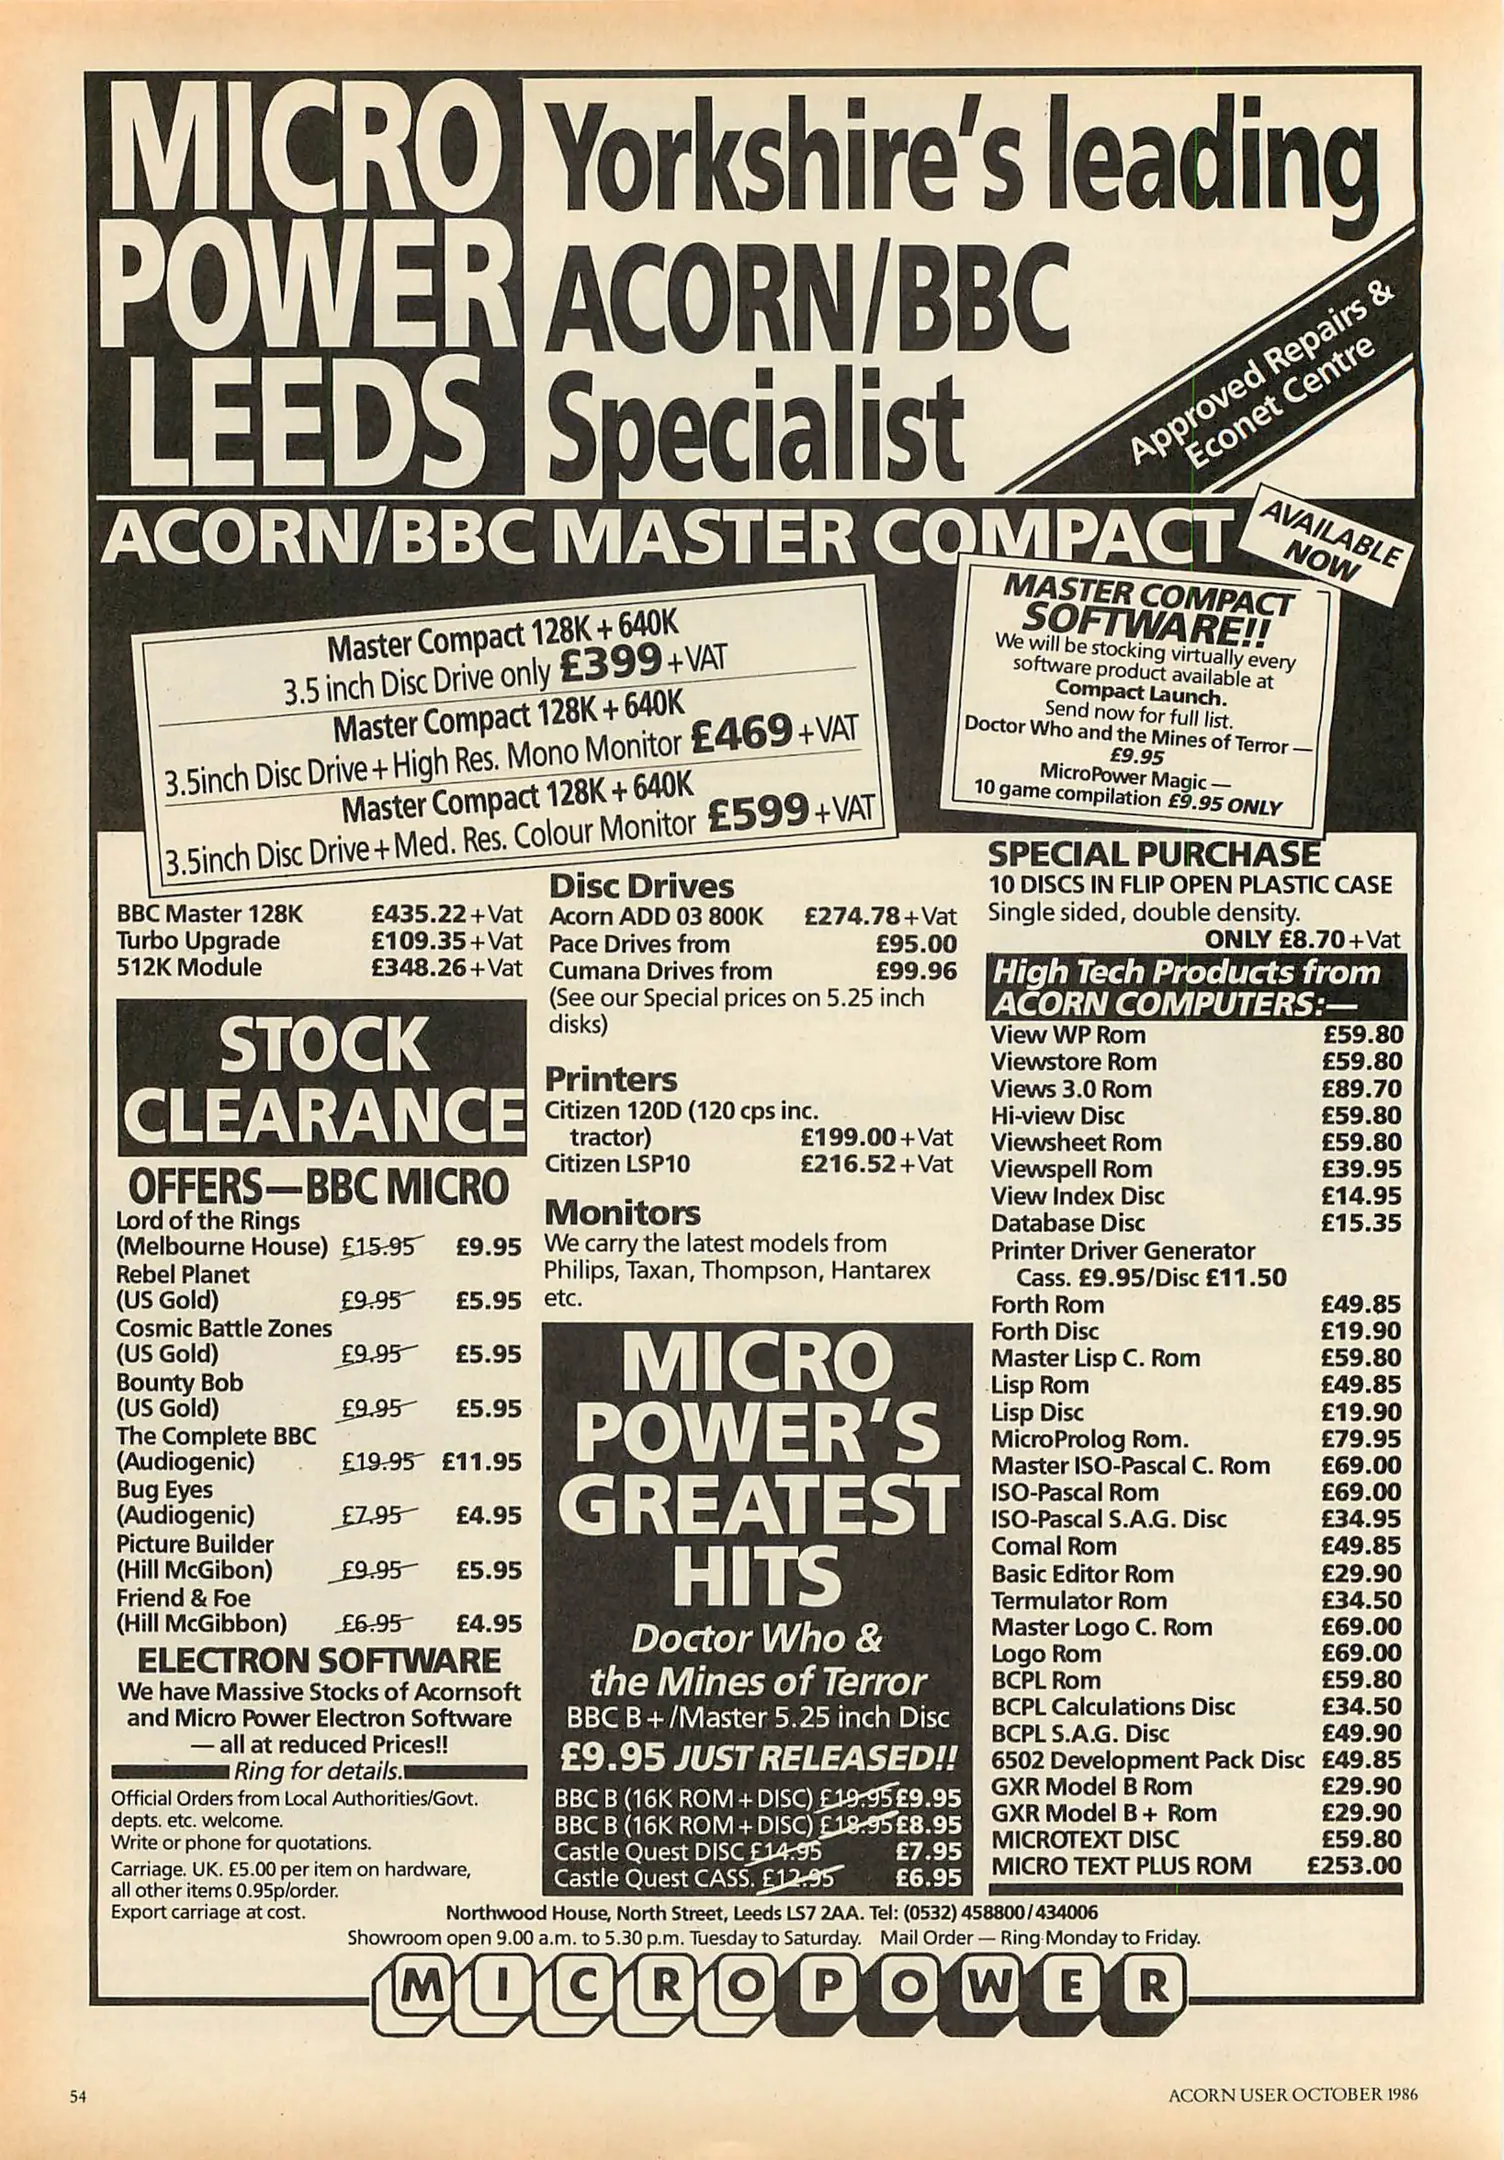 MICRO
POWER
LEEDS
Yorkshire's leading
ACORN/BBC
Specialist
Approved Repairs &
Econet Centre
ACORN/BBC MASTER COMPACT
AVAILABLE
NOW
Master Compact 128K + 640K
3.5 inch Disc Drive only £399 +VAT
Master Compact 128K + 640K
3.5inch Disc Drive + High Res. Mono Monitor £469 +VAT
Master Compact 128K + 640K
3.5inch Disc Drive + Med. Res. Colour Monitor £599 +VAT
MASTER COMPACT
SOFTWARE!!
We will be stocking virtually every
software product available at
Compact Launch.
Send now for full list.
Doctor Who and the Mines of Terror —
£9.95
MicroPower Magic —
10 game compilation £9.95 ONLY
BBC Master 128K £435.22+Vat
Turbo Upgrade £109.35+Vat
512K Module £348.26+Vat
STOCK
CLEARANCE
OFFERS—BBC MICRO
Lord of the Rings
(Melbourne House) £15.95 £9.95
Rebel Planet
(US Gold) £9.95 £5.95
Cosmic Battle Zones
(US Gold) £9.95 £5.95
Bounty Bob
(US Gold) £9.95 £5.95
The Complete BBC
(Audiogenic) £19.95 £11.95
Bug Eyes
(Audiogenic) £7.95 £4.95
Picture Builder
(Hill McGibon) £9.95 £5.95
Friend & Foe
(Hill McGibbon) £6.95 £4.95
ELECTRON SOFTWARE
We have Massive Stocks of Acornsoft
and Micro Power Electron Software
— all at reduced Prices!!
Ring for details.
Official Orders from Local Authorities/Govt.
depts. etc. welcome.
Write or phone for quotations.
Carriage. UK. £5.00 per item on hardware,
all other items 0.95p/order.
Export carriage at cost.
Disc Drives
Acorn ADD 03 800K £274.78+Vat
Pace Drives from £95.00
Cumana Drives from £99.96
(See our Special prices on 5.25 inch
disks)
Printers
Citizen 120D (120 cps inc.
tractor) £199.00+Vat
Citizen LSP10 £216.52+Vat
Monitors
We carry the latest models from
Philips, Taxan, Thompson, Hantarex
etc.
MICRO
POWER'S
GREATEST
HITS
Doctor Who &
the Mines of Terror
BBC B+/Master 5.25 inch Disc
£9.95 JUST RELEASED!!
BBC B (16K ROM+DISC) £19.95 £9.95
BBC B (16K ROM+DISC) £18.95 £8.95
Castle Quest DISC £14.95 £7.95
Castle Quest CASS. £12.95 £6.95
SPECIAL PURCHASE
10 DISCS IN FLIP OPEN PLASTIC CASE
Single sided, double density.
ONLY £8.70+Vat
High Tech Products from
ACORN COMPUTERS:—
View WP Rom £59.80
Viewstore Rom £59.80
Views 3.0 Rom £89.70
Hi-view Disc £59.80
Viewsheet Rom £59.80
Viewspell Rom £39.95
View Index Disc £14.95
Database Disc £15.35
Printer Driver Generator
Cass. £9.95/Disc £11.50
Forth Rom £49.85
Forth Disc £19.90
Master Lisp C. Rom £59.80
Lisp Rom £49.85
Lisp Disc £19.90
MicroProlog Rom. £79.95
Master ISO-Pascal C. Rom £69.00
ISO-Pascal Rom £69.00
ISO-Pascal S.A.G. Disc £34.95
Comal Rom £49.85
Basic Editor Rom £29.90
Termulator Rom £34.50
Master Logo C. Rom £69.00
Logo Rom £69.00
BCPL Rom £59.80
BCPL Calculations Disc £34.50
BCPL S.A.G. Disc £49.90
6502 Development Pack Disc £49.85
GXR Model B Rom £29.90
GXR Model B+ Rom £29.90
MICROTEXT DISC £59.80
MICRO TEXT PLUS ROM £253.00
Northwood House, North Street, Leeds LS7 2AA. Tel: (0532) 458800/434006
Showroom open 9.00 a.m. to 5.30 p.m. Tuesday to Saturday. Mail Order — Ring Monday to Friday.
MICROPOWER
54
ACORN USER OCTOBER 1986